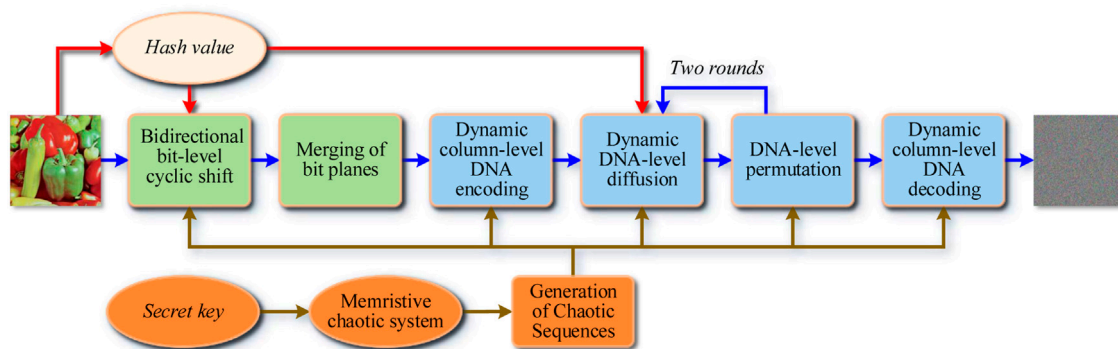 Hash value
Two rounds
Bidirectional
bit-level
cyclic shift
Merging of
bit planes
Dynamic
column-level
DNA
encoding
Dynamic
DNA-level
diffusion
DNA-level
permutation
Dynamic
column-level
DNA
decoding
Secret key
Memristive
chaotic system
Generation
of Chaotic
Sequences